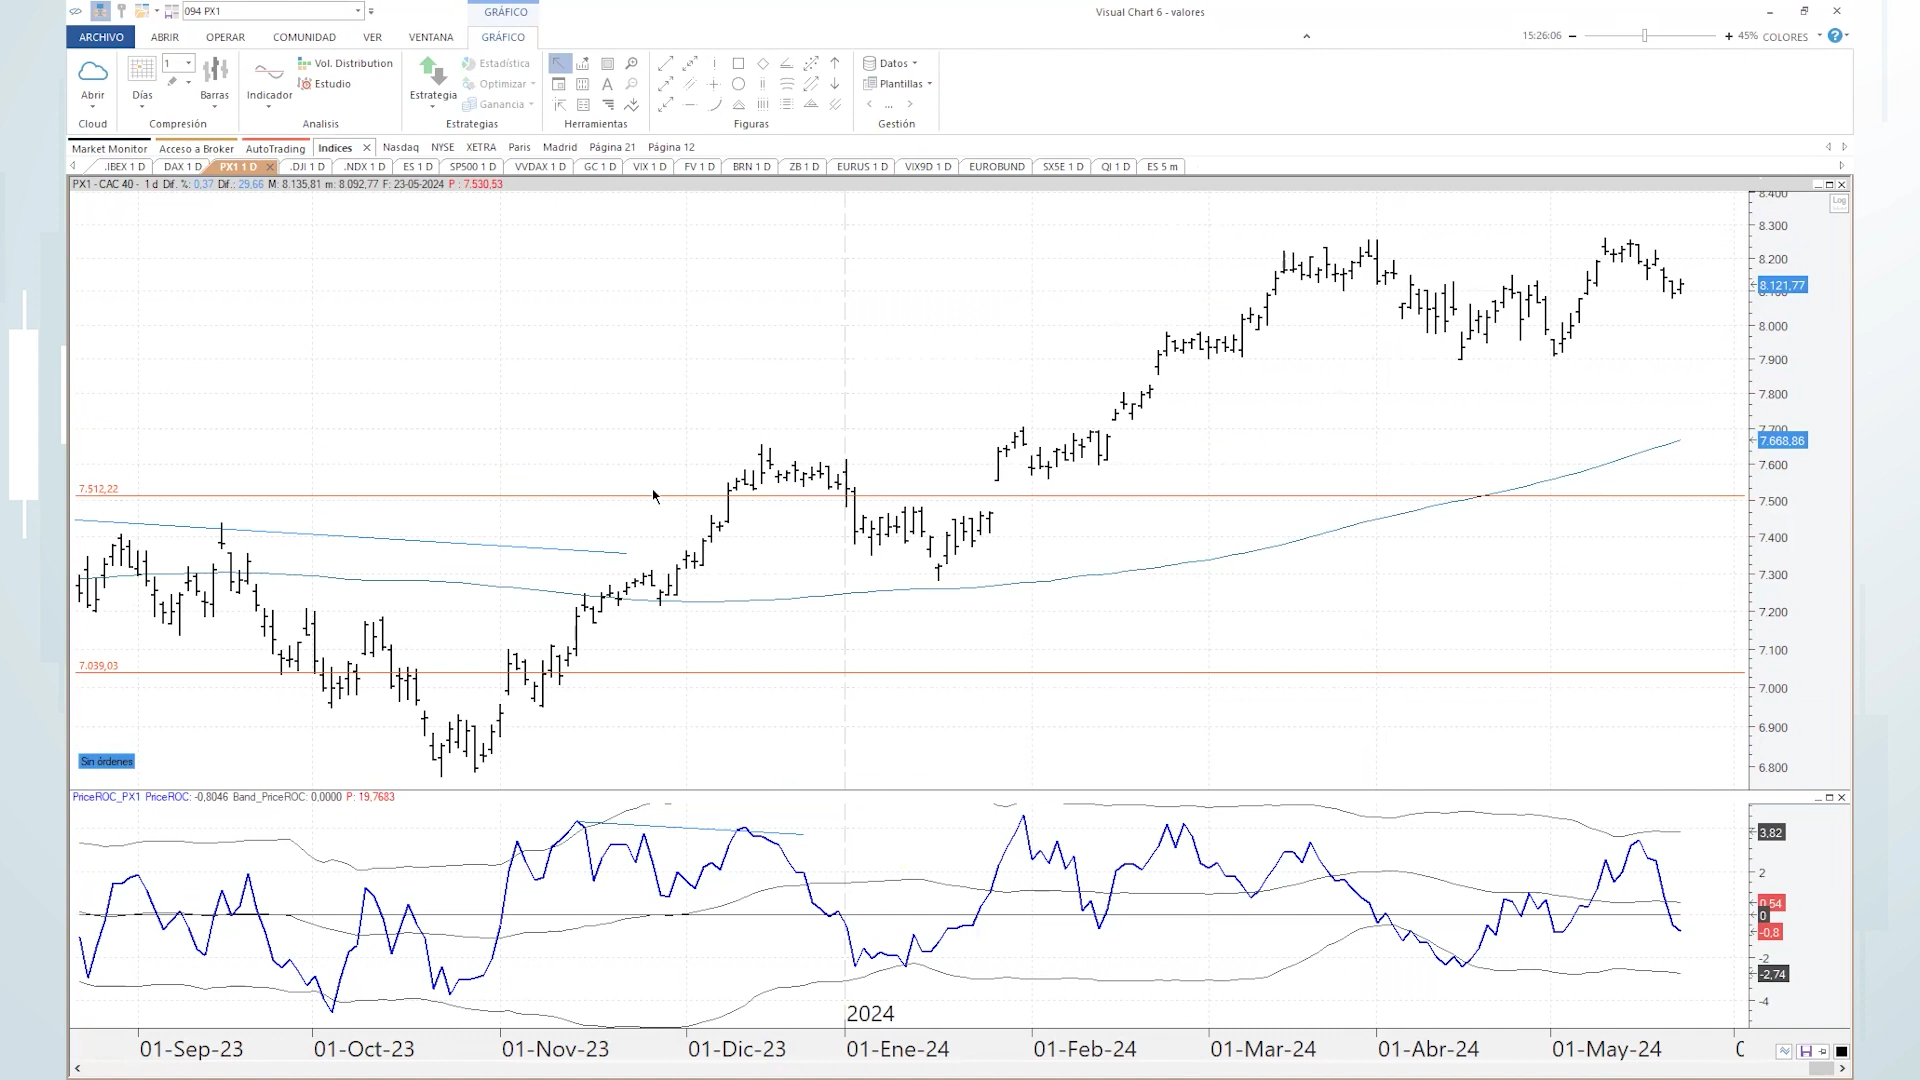 094 PX1
GRÁFICO
Visual Chart 6 - valores
ARCHIVO ABRIR OPERAR COMUNIDAD VER VENTANA GRÁFICO
15:26:06 45% COLORES
Abrir
Cloud
1
Días
Barras
Compresión
Indicador
Vol. Distribution
Estudio
Analisis
Estrategia
Estadística
Optimizar
Ganancia
Estrategias
Herramientas
Figuras
Datos
Plantillas
< ... >
Gestión
Market Monitor Acceso a Broker AutoTrading Indices Nasdaq NYSE XETRA Paris Madrid Página 21 Página 12
.IBEX 1 D DAX 1 D PX1 1 D .DJI 1 D .NDX 1 D ES 1 D SP500 1 D VVDAX 1 D GC 1 D VIX 1 D FV 1 D BRN 1 D ZB 1 D EURUS 1 D VIX9D 1 D EUROBUND SX5E 1 D QI 1 D ES 5 m
PX1 - CAC 40 - 1 d Dif. %: 0,37 Dif.: 29,66 M: 8.135,81 m: 8.092,77 F: 23-05-2024 P : 7.530,53
Log
8.400
8.300
8.200
8.121,77
8.100
8.000
7.900
7.800
7.700
7.668,86
7.600
7.512,22
7.500
7.400
7.300
7.200
7.100
7.039,03
7.000
6.900
6.800
Sin órdenes
PriceROC_PX1 PriceROC: -0,8046 Band_PriceROC: 0,0000 P: 19,7683
3,82
2
0,54
0
-0,8
-2
-2,74
-4
2024
01-Sep-23 01-Oct-23 01-Nov-23 01-Dic-23 01-Ene-24 01-Feb-24 01-Mar-24 01-Abr-24 01-May-24